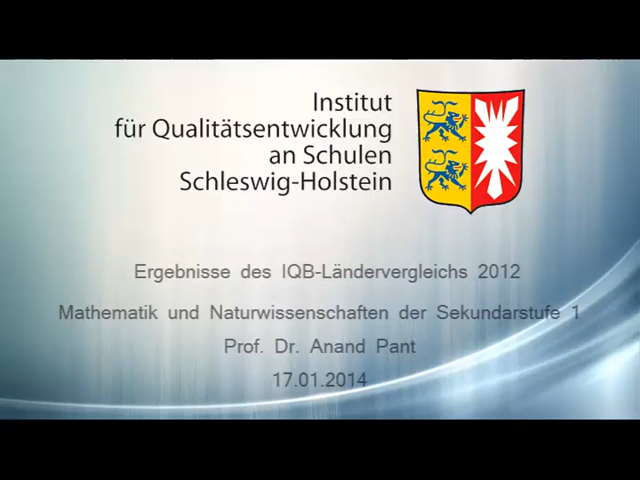 Institut
für Qualitätsentwicklung
an Schulen
Schleswig-Holstein
Ergebnisse des IQB-Ländervergleichs 2012
Mathematik und Naturwissenschaften der Sekundarstufe 1
Prof. Dr. Anand Pant
17.01.2014